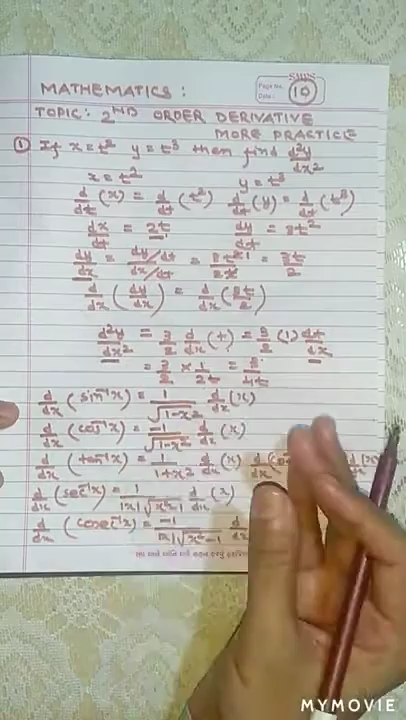 SHIVS
Page No. 10
Date :
MATHEMATICS :
TOPIC: 2ND ORDER DERIVATIVE
MORE PRACTICE
① If x=t² y=t³ then find d²y/dx²
x=t² y=t³
d/dt (x) = d/dt (t²) d/dt (y) = d/dt (t³)
dx/dt = 2t dy/dt = 3t²
dy/dx = dy/dt / dx/dt = 3t²/2t = 3t/2
d/dx (dy/dx) = d/dx (3t/2)
d²y/dx² = 3/2 d/dx (t) = 3/2 (1) dt/dx
= 3/2 × 1/2t = 3/4t
d/dx (sin⁻¹x) = 1/√1-x² d/dx (x)
d/dx (cos⁻¹x) = -1/√1-x² d/dx (x)
d/dx (tan⁻¹x) = 1/1+x² d/dx (x) d/dx
d/dx (sec⁻¹x) = 1/|x|√x²-1 d/dx (x)
d/dx (cosec⁻¹x) = -1/|x|√x²-1 d/dx
MYMOVIE